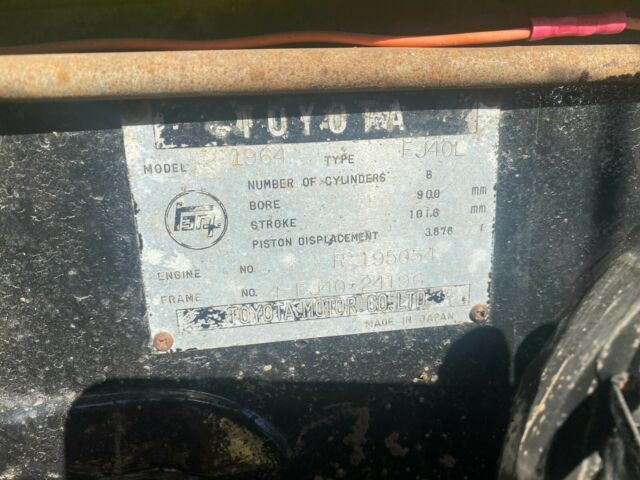 TOYOTA
MODEL 1964 TYPE FJ40L
NUMBER OF CYLINDERS 6
BORE 90.0 mm
STROKE 101.6 mm
PISTON DISPLACEMENT 3.876 l
ENGINE NO. 195054
FRAME NO.
TOYOTA MOTOR CO.,LTD.
MADE IN JAPAN